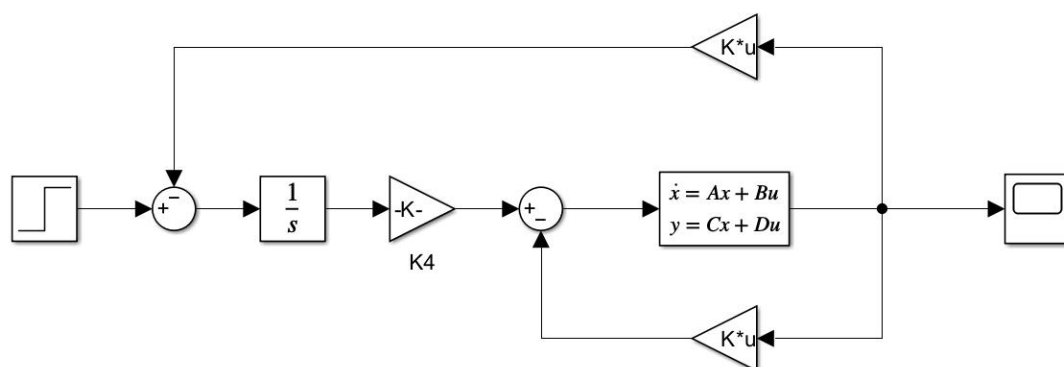 K*u
+
−
1
s
-K-
K4
+
−
ẋ = Ax + Bu
y = Cx + Du
K*u